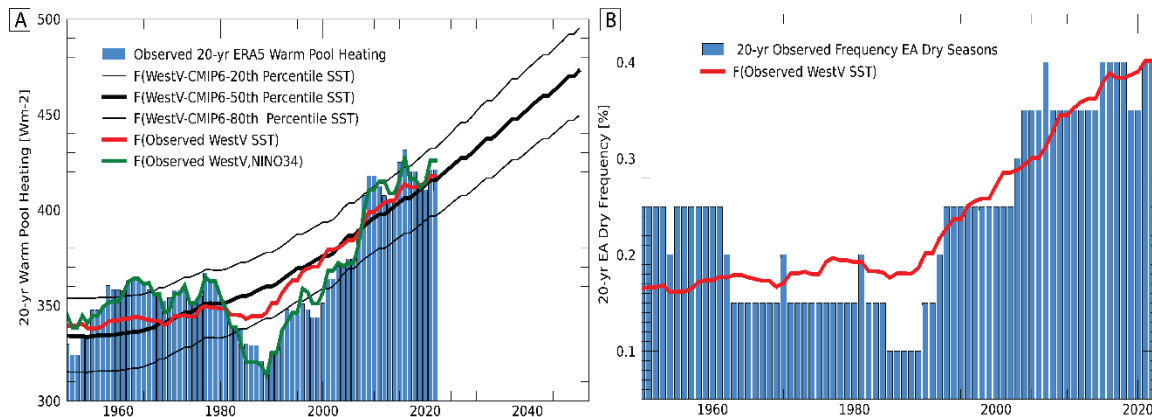 A
500
450
400
350
300
20-yr Warm Pool Heating [Wm-2]
Observed 20-yr ERA5 Warm Pool Heating
F(WestV-CMIP6-20th Percentile SST)
F(WestV-CMIP6-50th Percentile SST)
F(WestV-CMIP6-80th Percentile SST)
F(Observed WestV SST)
F(Observed WestV,NINO34)
1960 1980 2000 2020 2040
B
0.4
0.3
0.2
0.1
20-yr EA Dry Frequency [%]
20-yr Observed Frequency EA Dry Seasons
F(Observed WestV SST)
1960 1980 2000 2020